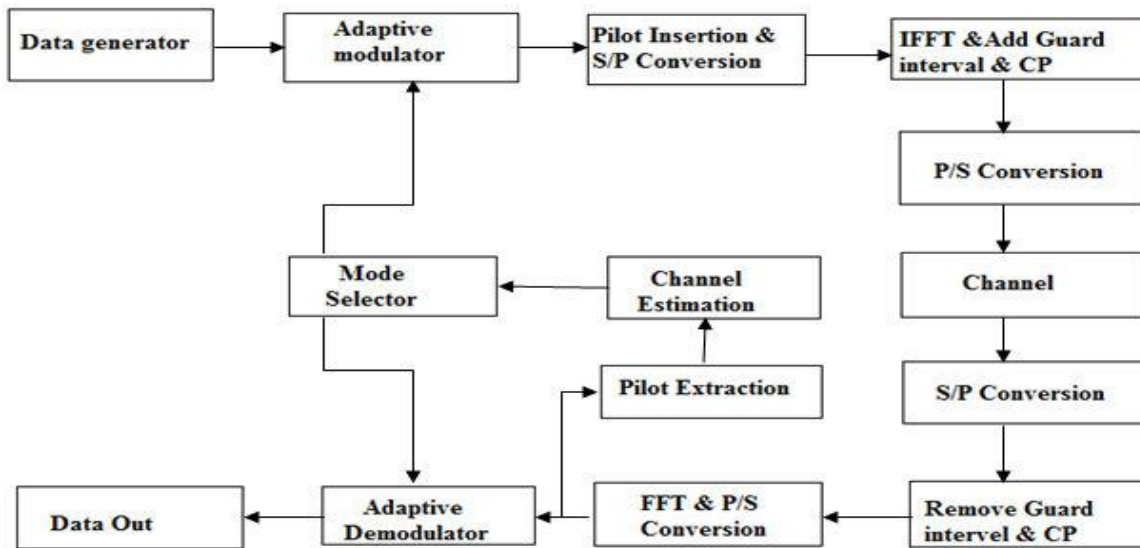 Data generator
Adaptive
modulator
Pilot Insertion &
S/P Conversion
IFFT &Add Guard
interval & CP
P/S Conversion
Mode
Selector
Channel
Estimation
Channel
Pilot Extraction
S/P Conversion
Data Out
Adaptive
Demodulator
FFT & P/S
Conversion
Remove Guard
intervel & CP